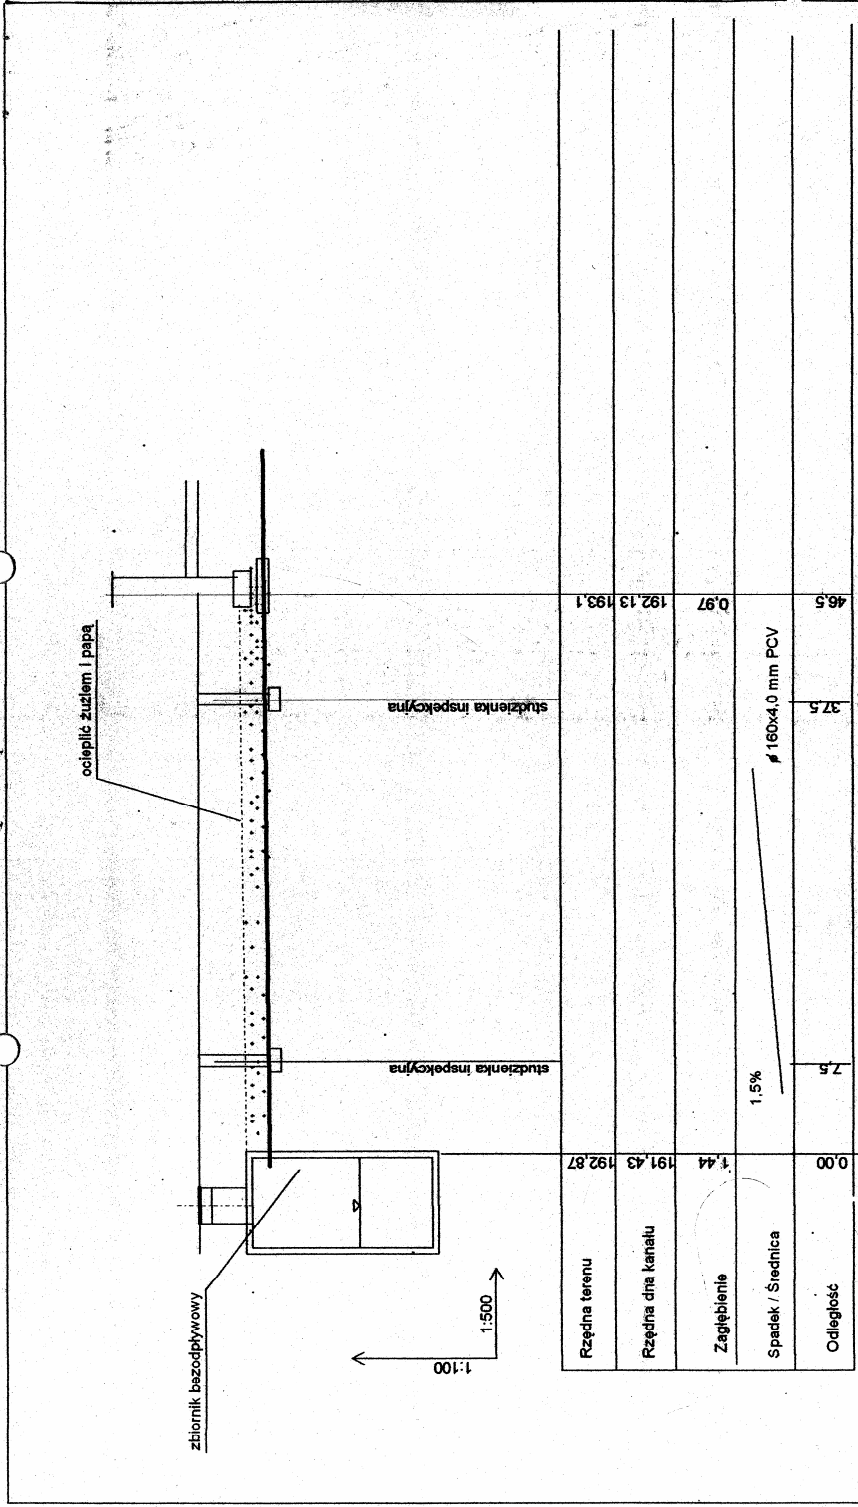 ocieplić żużlem i papą
zbiornik bezodpływowy
studzienka inspekcyjna
studzienka inspekcyjna
1:100
1:500
Rzędna terenu 192,87 193,1
Rzędna dna kanału 191,43 192,13
Zagłębienie 1,44 0,97
Spadek / Średnica 1,5% ø 160x4,0 mm PCV
Odległość 0,00 7,5 37,5 46,5